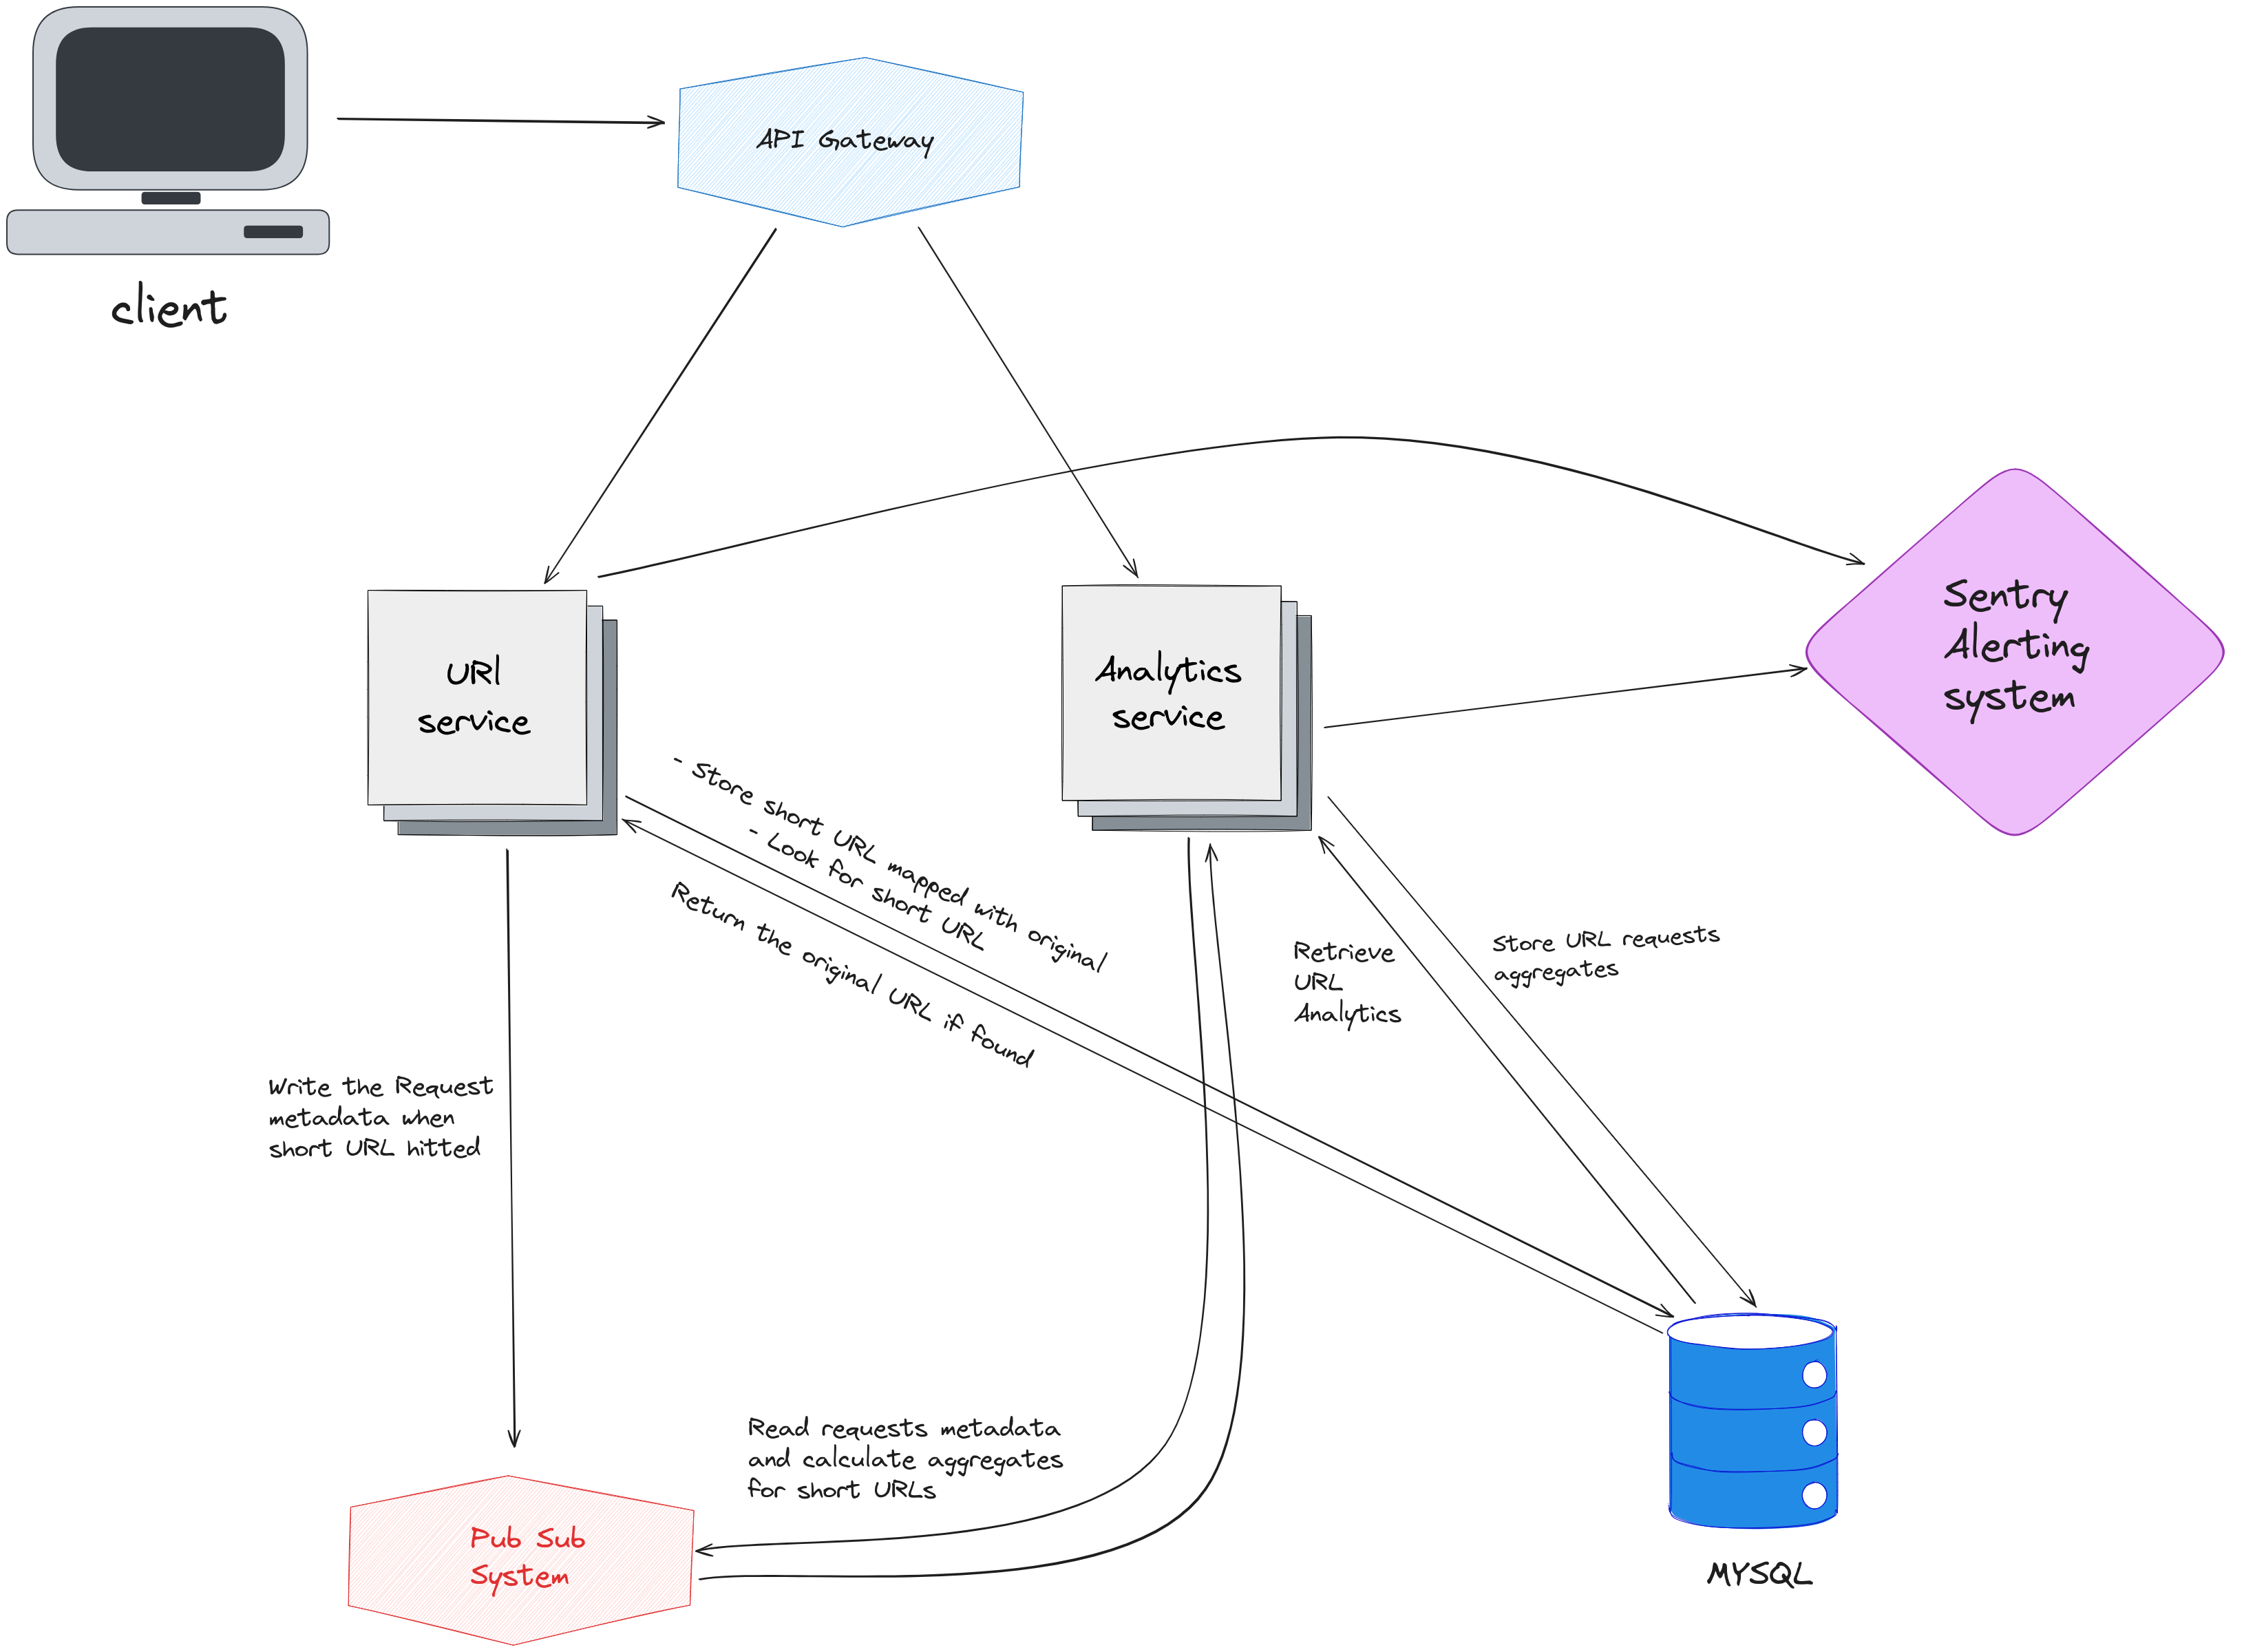 API Gateway
client
Sentry
Alerting
system
URl
service
Analytics
service
- Store short URL mapped with original
- Look for short URL
Return the original URL if found
Retrieve
URL
Analytics
Store URL requests
aggregates
Write the Request
metadata when
short URL hitted
Read requests metadata
and calculate aggregates
for short URLs
Pub Sub
System
MYSQL